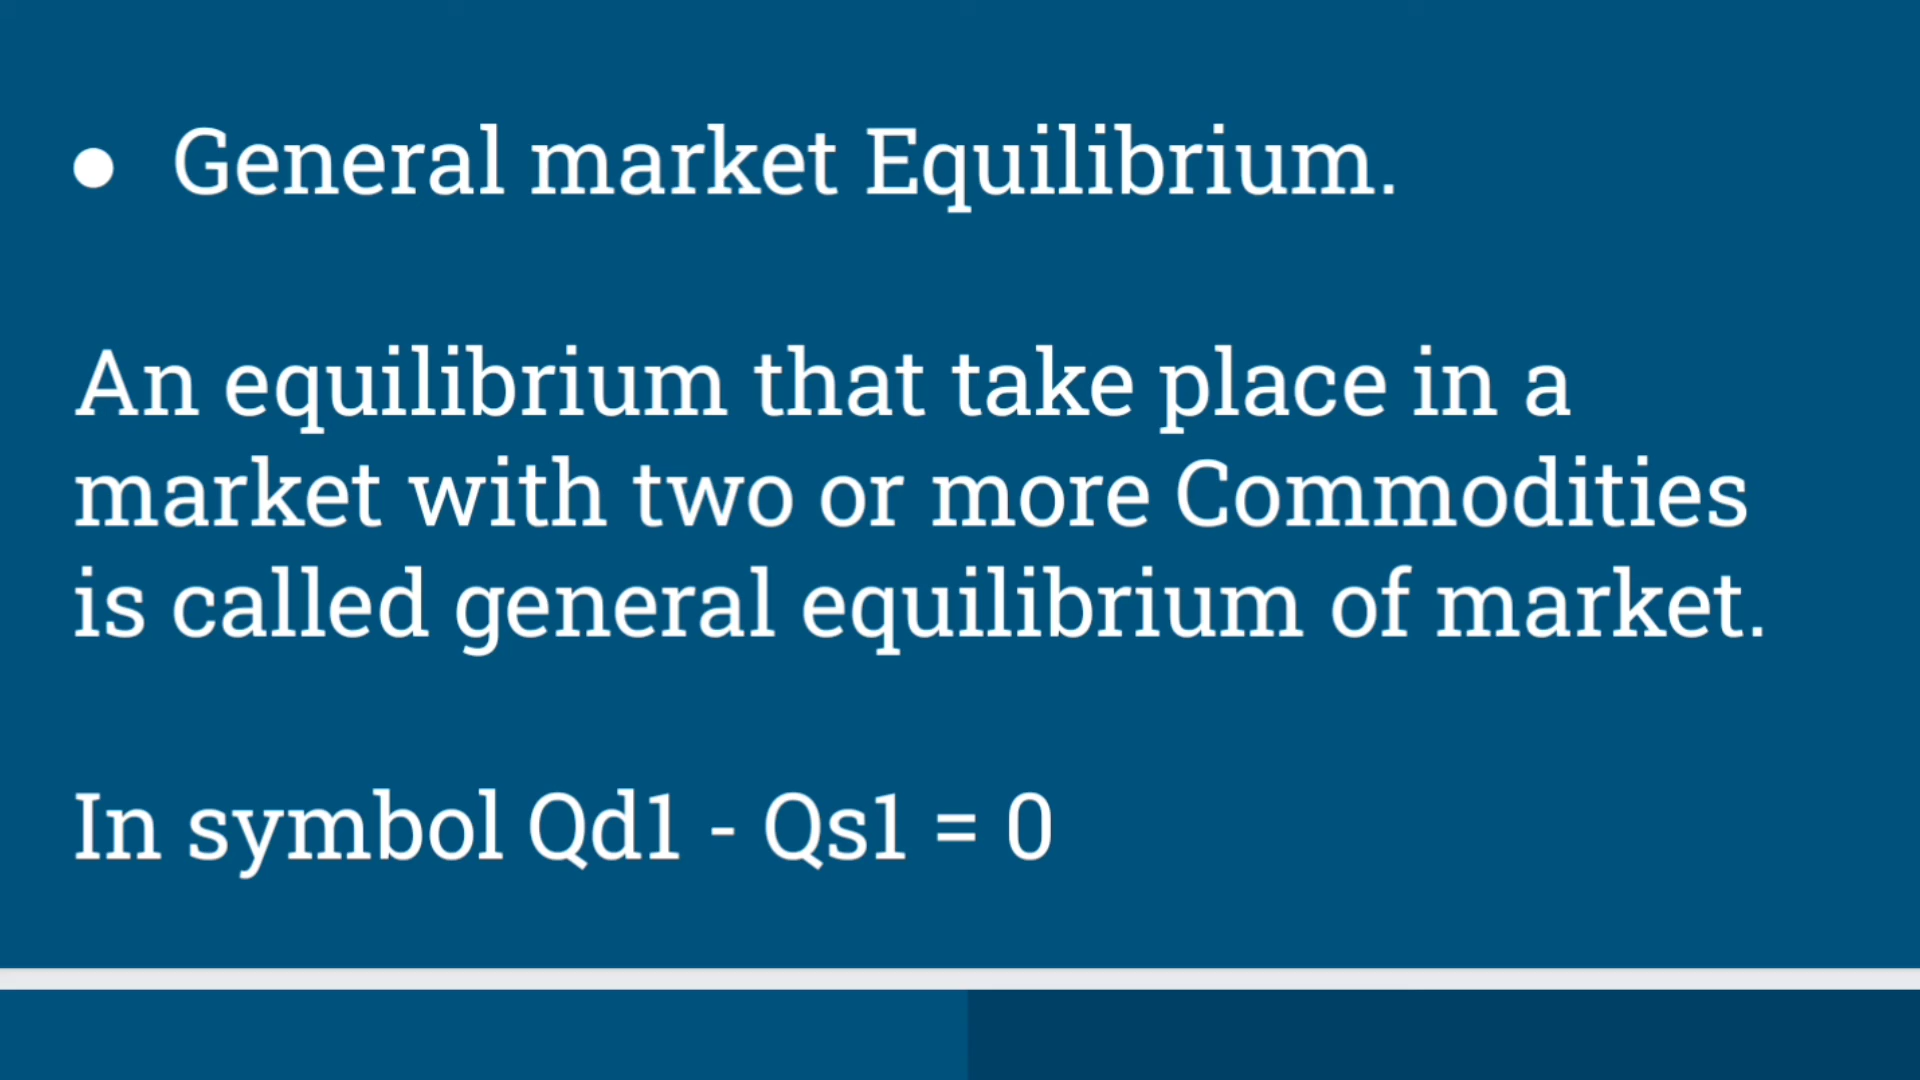 ● General market Equilibrium.
An equilibrium that take place in a
market with two or more Commodities
is called general equilibrium of market.
In symbol Qd1 - Qs1 = 0